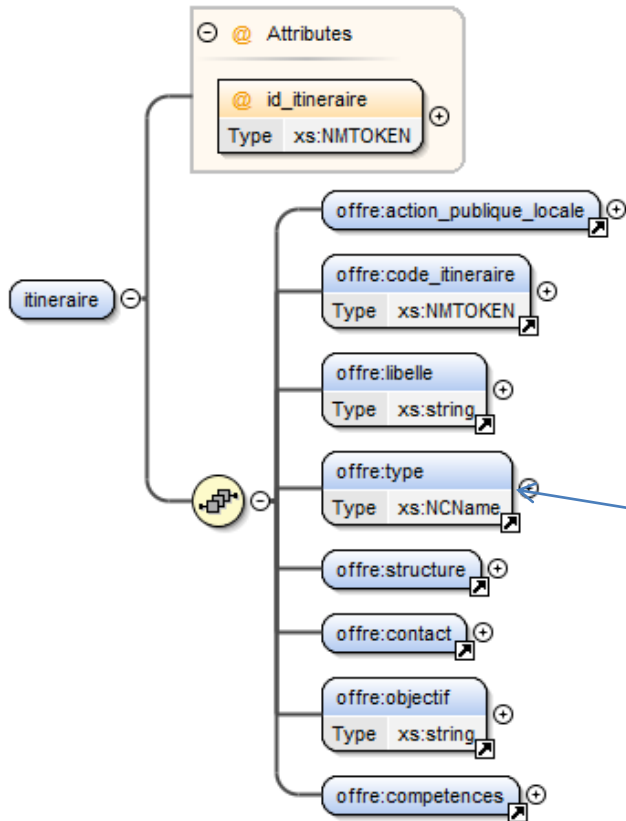 @ Attributes
@ id_itineraire
Type xs:NMTOKEN
offre:action_publique_locale
offre:code_itineraire
Type xs:NMTOKEN
itineraire
offre:libelle
Type xs:string
offre:type
Type xs:NCName
offre:structure
offre:contact
offre:objectif
Type xs:string
offre:competences